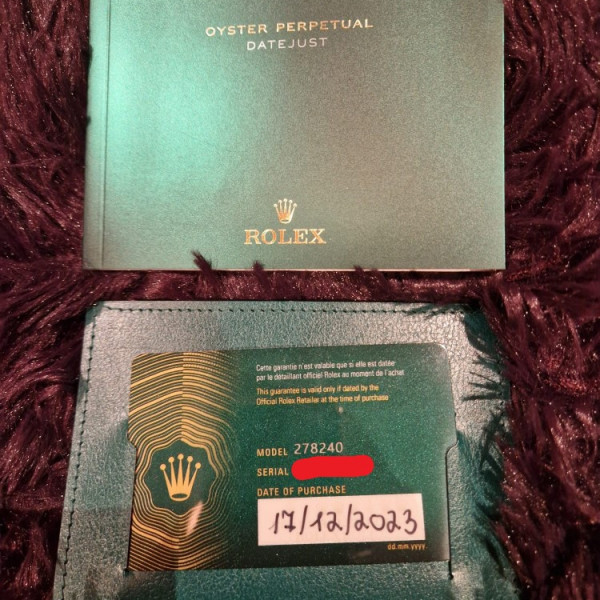 OYSTER PERPETUAL
DATEJUST
ROLEX
Cette garantie n'est valable que si elle est datée
par le détaillant officiel Rolex au moment de l'achat
This guarantee is valid only if dated by the
Official Rolex Retailer at the time of purchase
MODEL 278240
SERIAL
DATE OF PURCHASE
17/12/2023
dd.mm.yyyy